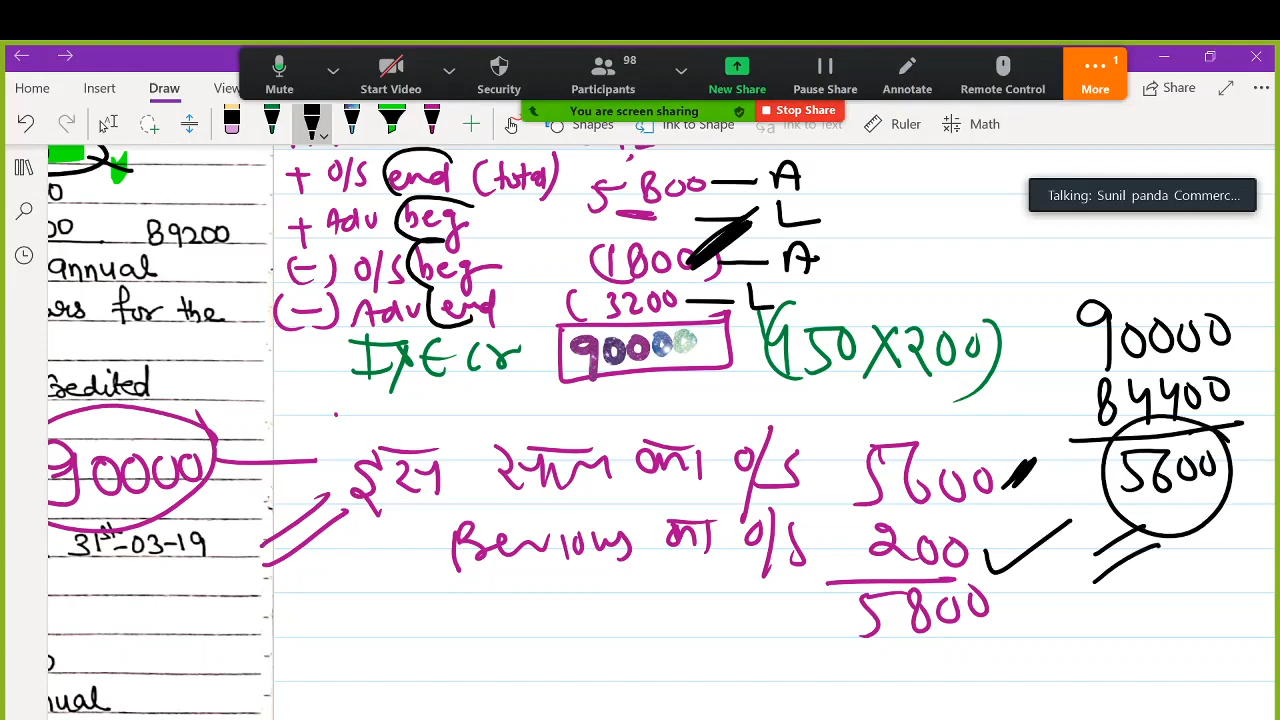 98
1
Mute
Start Video
Security
Participants
New Share
Pause Share
Annotate
Remote Control
More
Home
Insert
Draw
You are screen sharing
Stop Share
Share
Shapes
Ink to Shape
Ink to Text
Ruler
Math
Talking: Sunil panda Commerc...
+ O/S end (total) 5800 — A
+ Adv beg — L
(-) O/S beg (1800) — A
(-) Adv end ( 3200 — L
I/E Cr 90000 (450 X 200)
90000
84400
5600
O/S 5600
O/S 200
5800
89200
annual
for the
credited
90000
31st-03-19
nual